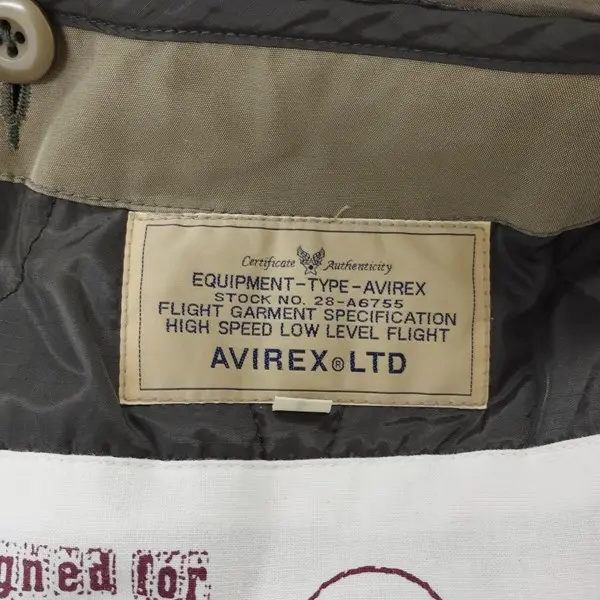 Certificate Authenticity
EQUIPMENT-TYPE-AVIREX
STOCK NO. 28-A6755
FLIGHT GARMENT SPECIFICATION
HIGH SPEED LOW LEVEL FLIGHT
AVIREX® LTD
gned for